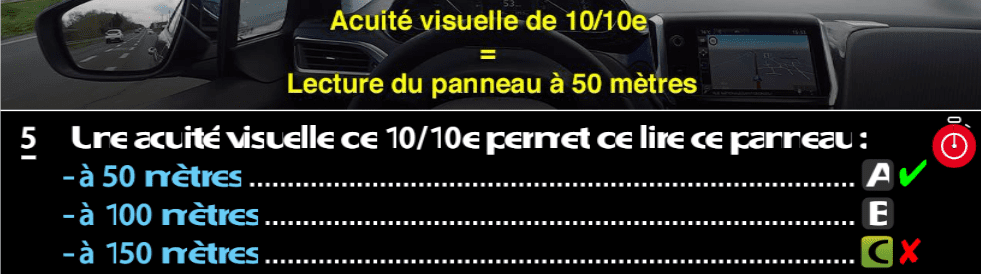 Acuité visuelle de 10/10e
=
Lecture du panneau à 50 mètres
5 Une acuité visuelle de 10/10e permet de lire ce panneau :
- à 50 mètres ........................................ A ✔
- à 100 mètres ........................................ B
- à 150 mètres ........................................ C ✘